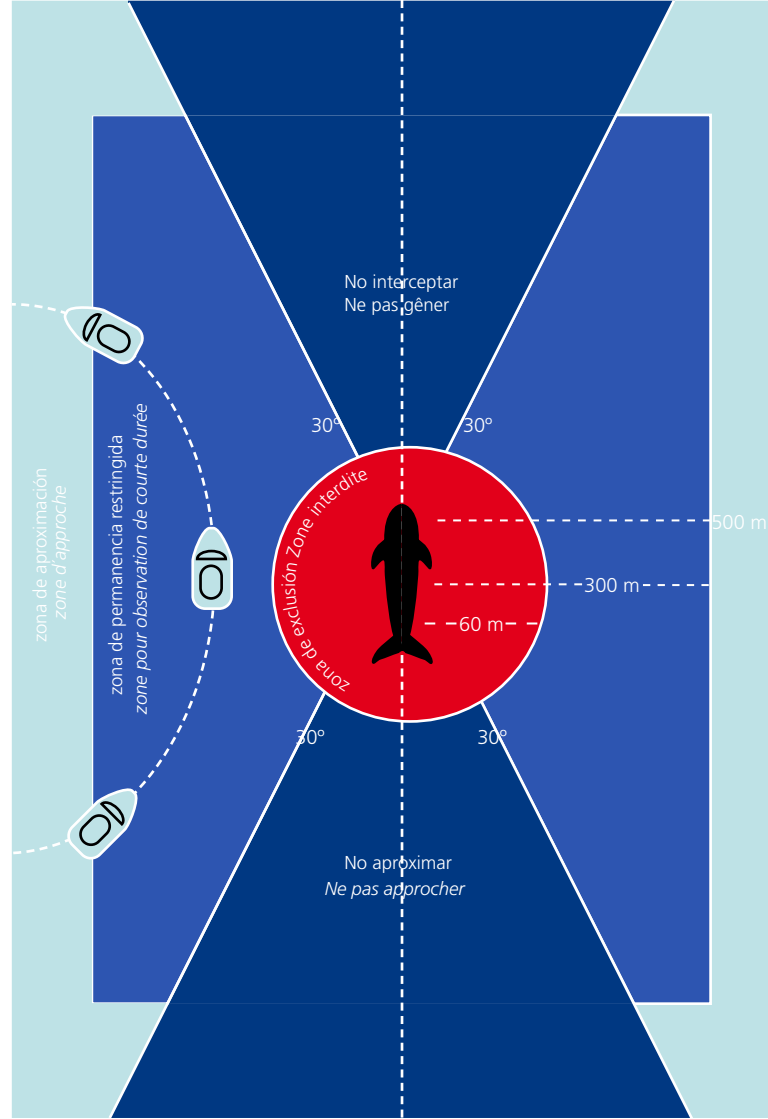 No interceptar
Ne pas gêner
30º
30º
zona de exclusión Zone interdite
zona de aproximación
zone d'approche
zona de permanencia restringida
zone pour observation de courte durée
500 m
300 m
60 m
30º
30º
No aproximar
Ne pas approcher